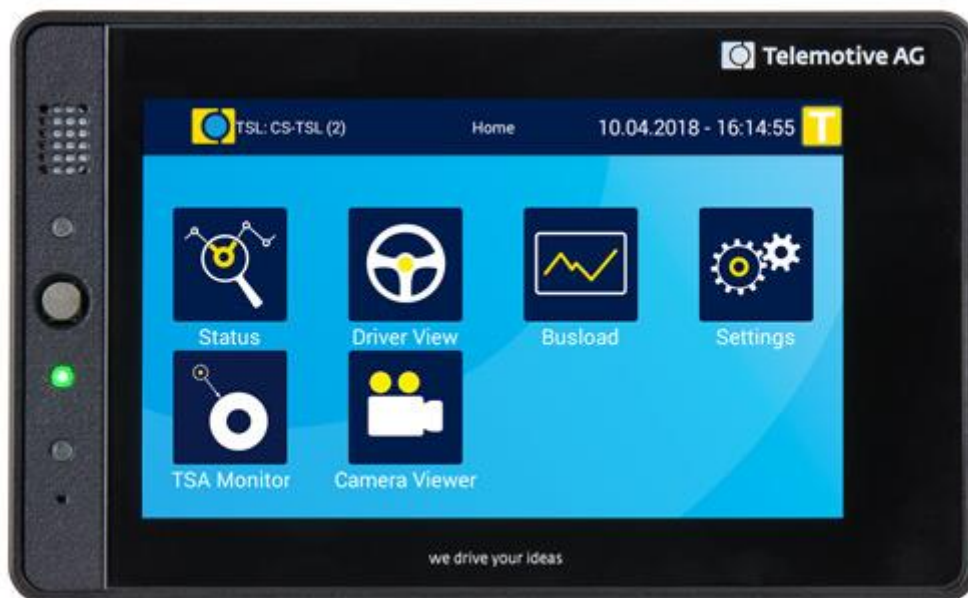 Telemotive AG
TSL: CS-TSL (2) Home 10.04.2018 - 16:14:55 T
Status Driver View Busload Settings
TSA Monitor Camera Viewer
we drive your ideas